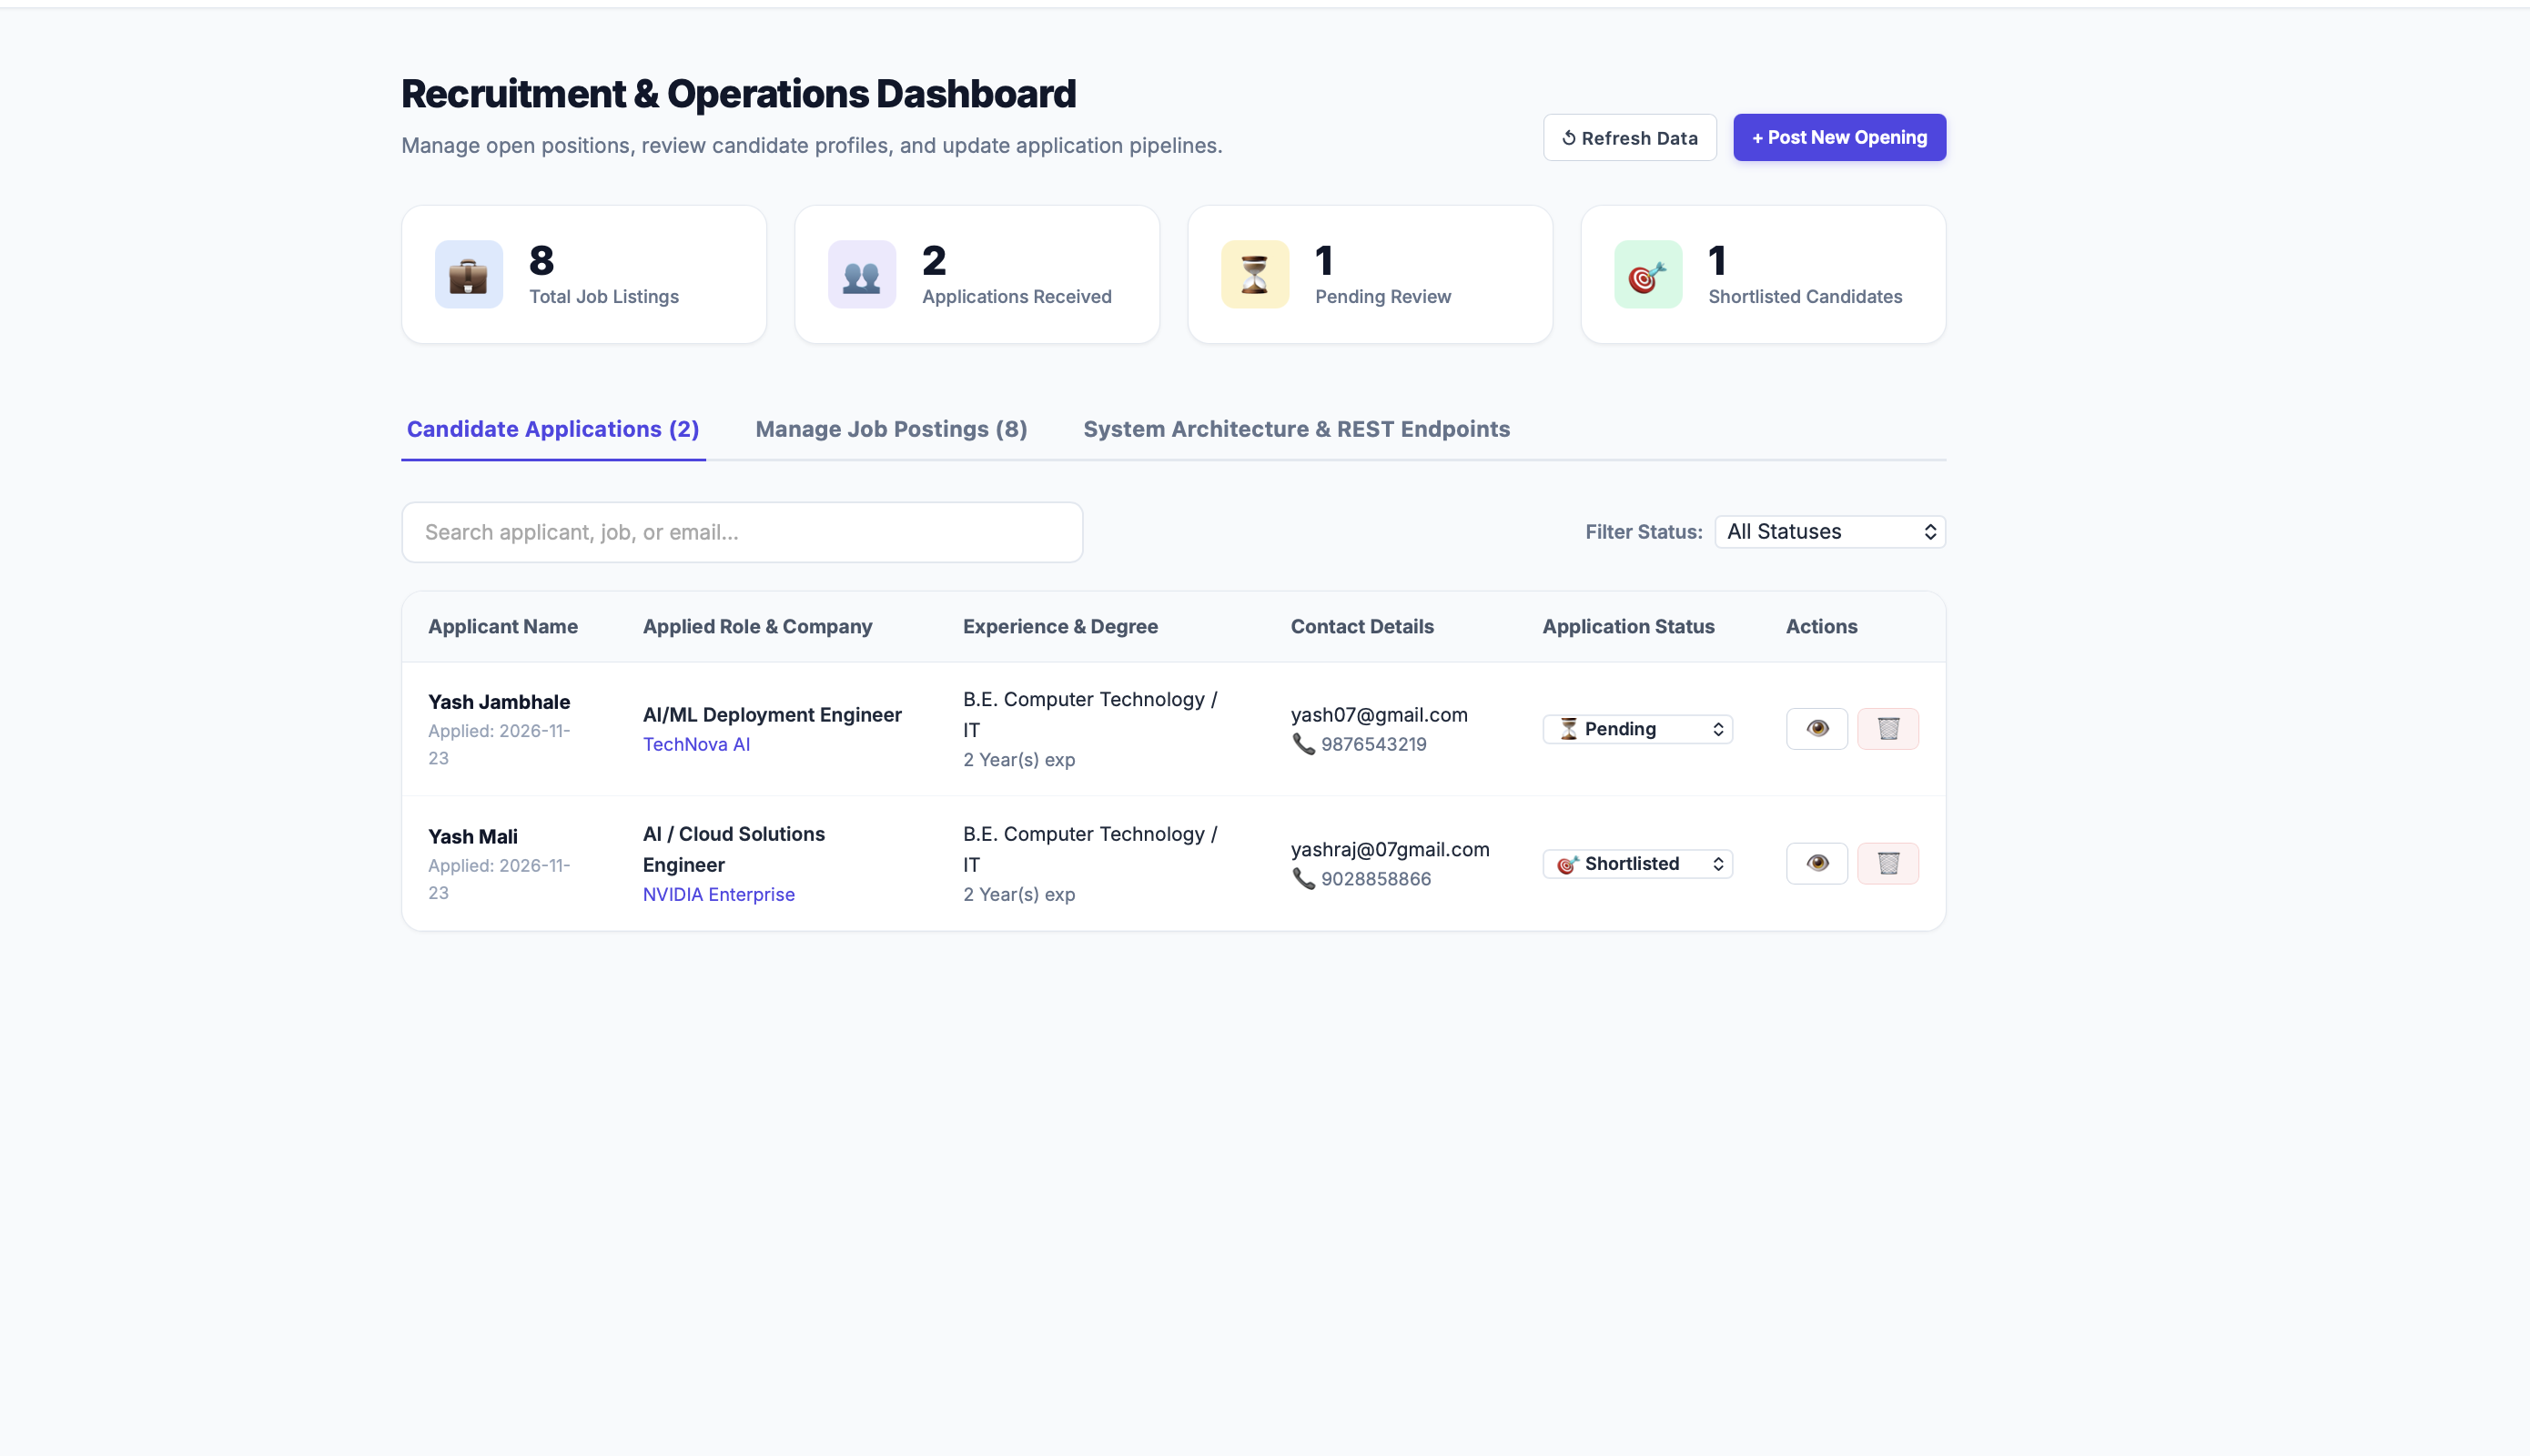 Recruitment & Operations Dashboard
Manage open positions, review candidate profiles, and update application pipelines.
↺ Refresh Data
+ Post New Opening
8
Total Job Listings
2
Applications Received
1
Pending Review
1
Shortlisted Candidates
Candidate Applications (2)
Manage Job Postings (8)
System Architecture & REST Endpoints
Search applicant, job, or email...
Filter Status:
All Statuses
Applicant Name
Applied Role & Company
Experience & Degree
Contact Details
Application Status
Actions
Yash Jambhale
Applied: 2026-11-
23
AI/ML Deployment Engineer
TechNova AI
B.E. Computer Technology /
IT
2 Year(s) exp
yash07@gmail.com
9876543219
Pending
Yash Mali
Applied: 2026-11-
23
AI / Cloud Solutions
Engineer
NVIDIA Enterprise
B.E. Computer Technology /
IT
2 Year(s) exp
yashraj@07gmail.com
9028858866
Shortlisted